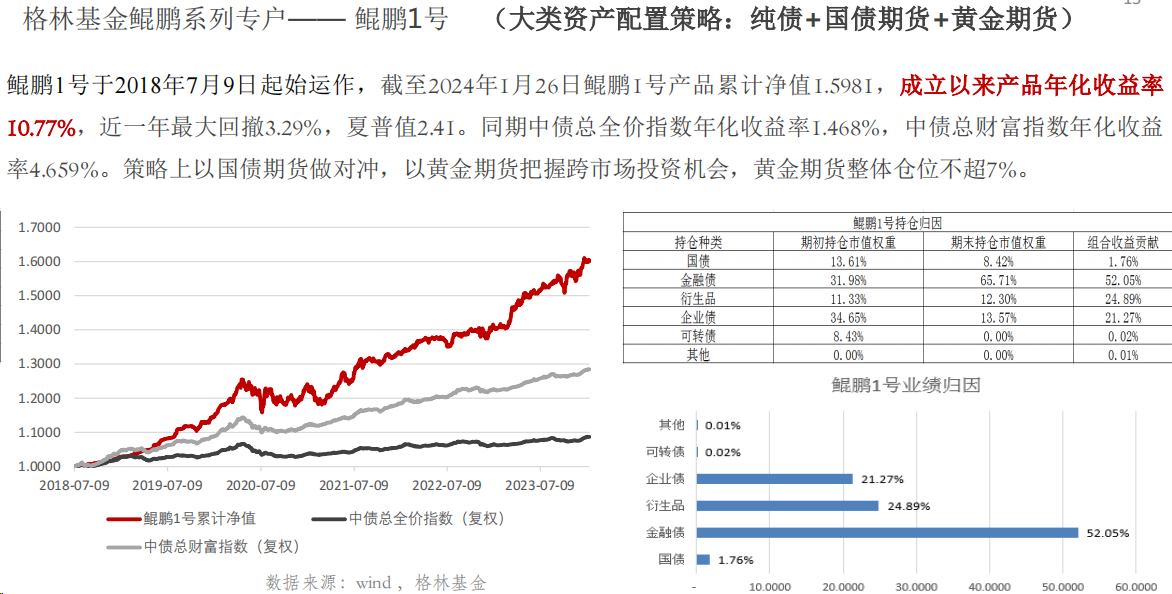 格林基金鲲鹏系列专户—— 鲲鹏1号 （大类资产配置策略：纯债+国债期货+黄金期货）
鲲鹏1号于2018年7月9日起始运作，截至2024年1月26日鲲鹏1号产品累计净值1.5981，成立以来产品年化收益率
10.77%，近一年最大回撤3.29%，夏普值2.41。同期中债总全价指数年化收益率1.468%，中债总财富指数年化收益
率4.659%。策略上以国债期货做对冲，以黄金期货把握跨市场投资机会，黄金期货整体仓位不超7%。
1.7000
1.6000
1.5000
1.4000
1.3000
1.2000
1.1000
1.0000
2018-07-09 2019-07-09 2020-07-09 2021-07-09 2022-07-09 2023-07-09
鲲鹏1号累计净值 中债总全价指数（复权）
中债总财富指数（复权）
数据来源：wind ，格林基金
鲲鹏1号持仓归因
持仓种类 期初持仓市值权重 期末持仓市值权重 组合收益贡献
国债 13.61% 8.42% 1.76%
金融债 31.98% 65.71% 52.05%
衍生品 11.33% 12.30% 24.89%
企业债 34.65% 13.57% 21.27%
可转债 8.43% 0.00% 0.02%
其他 0.00% 0.00% 0.01%
鲲鹏1号业绩归因
其他 0.01%
可转债 0.02%
企业债 21.27%
衍生品 24.89%
金融债 52.05%
国债 1.76%
- 10.0000 20.0000 30.0000 40.0000 50.0000 60.0000